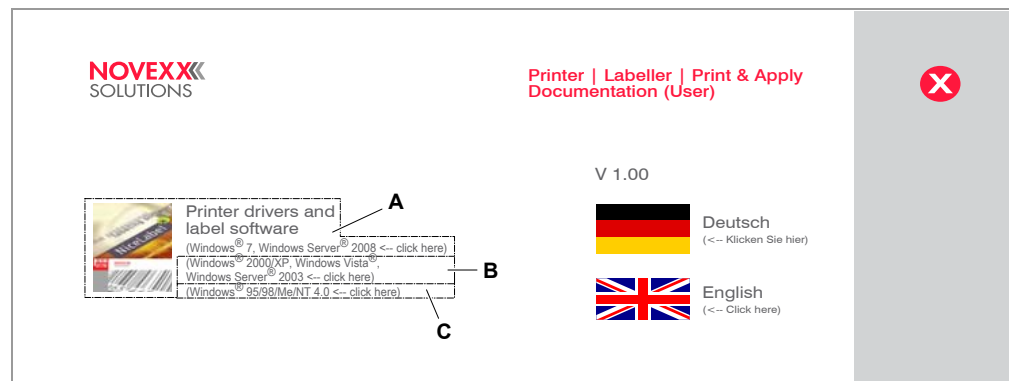 NOVEXX
SOLUTIONS
Printer | Labeller | Print & Apply
Documentation (User)
X
V 1.00
Printer drivers and
label software
(Windows® 7, Windows Server® 2008 <-- click here)
(Windows® 2000/XP, Windows Vista®,
Windows Server® 2003 <-- click here)
(Windows® 95/98/Me/NT 4.0 <-- click here)
NiceLabel
A
B
C
Deutsch
(<-- Klicken Sie hier)
English
(<-- Click here)